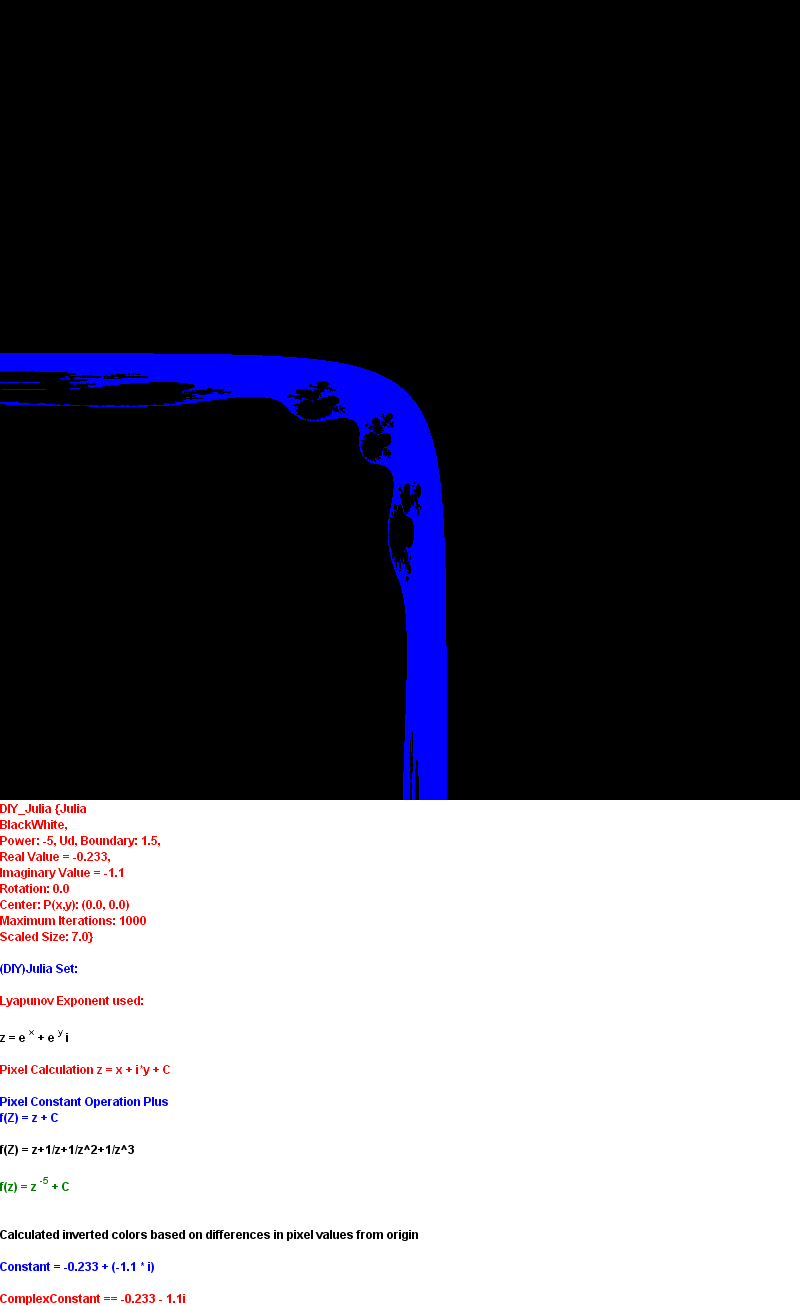 DIY_Julia {Julia
BlackWhite,
Power: -5, Ud, Boundary: 1.5,
Real Value = -0.233,
Imaginary Value = -1.1
Rotation: 0.0
Center: P(x,y): (0.0, 0.0)
Maximum Iterations: 1000
Scaled Size: 7.0}
(DIY)Julia Set:
Lyapunov Exponent used:
z = e x + e y i
Pixel Calculation z = x + i*y + C
Pixel Constant Operation Plus
f(Z) = z + C
f(Z) = z+1/z+1/z^2+1/z^3
f(z) = z -5 + C
Calculated inverted colors based on differences in pixel values from origin
Constant = -0.233 + (-1.1 * i)
ComplexConstant == -0.233 - 1.1i